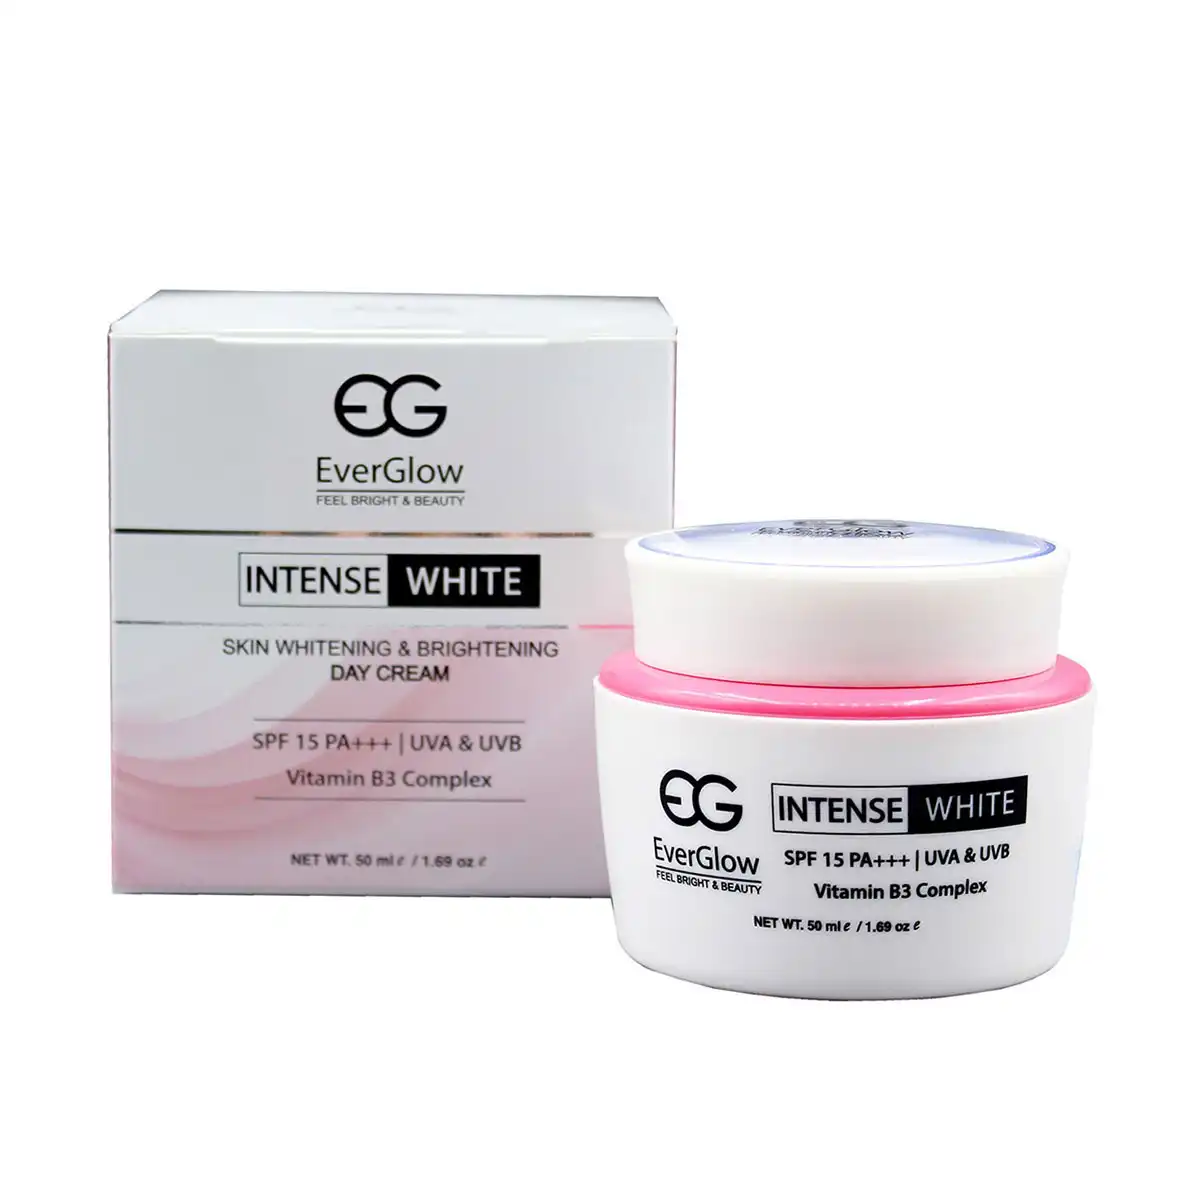 EG
EverGlow
FEEL BRIGHT & BEAUTY
INTENSE WHITE
SKIN WHITENING & BRIGHTENING
DAY CREAM
SPF 15 PA+++ | UVA & UVB
Vitamin B3 Complex
NET WT. 50 ml e / 1.69 oz e
EG
EverGlow
EG
EverGlow
FEEL BRIGHT & BEAUTY
INTENSE WHITE
SPF 15 PA+++ | UVA & UVB
Vitamin B3 Complex
NET WT. 50 ml e / 1.69 oz e